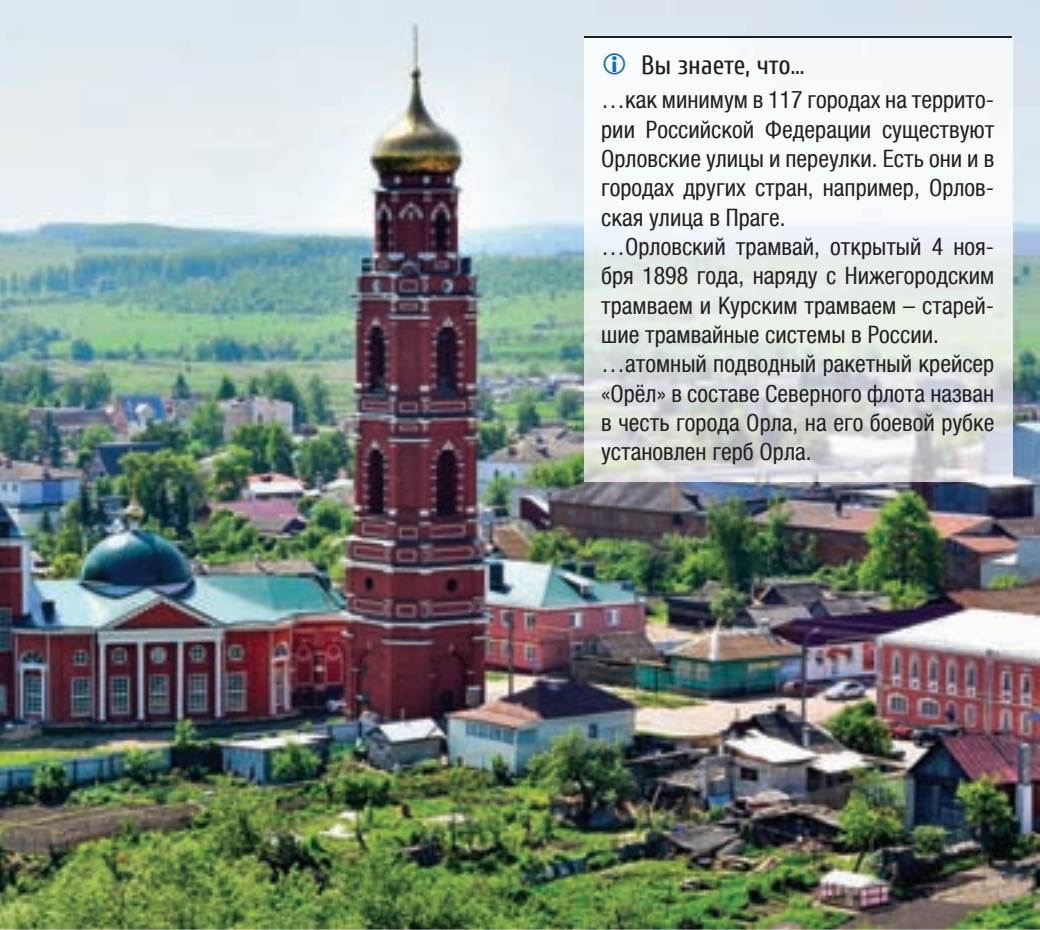 Вы знаете, что...
...как минимум в 117 городах на террито-
рии Российской Федерации существуют
Орловские улицы и переулки. Есть они и в
городах других стран, например, Орлов-
ская улица в Праге.
...Орловский трамвай, открытый 4 ноя-
бря 1898 года, наряду с Нижегородским
трамваем и Курским трамваем – старей-
шие трамвайные системы в России.
...атомный подводный ракетный крейсер
«Орёл» в составе Северного флота назван
в честь города Орла, на его боевой рубке
установлен герб Орла.